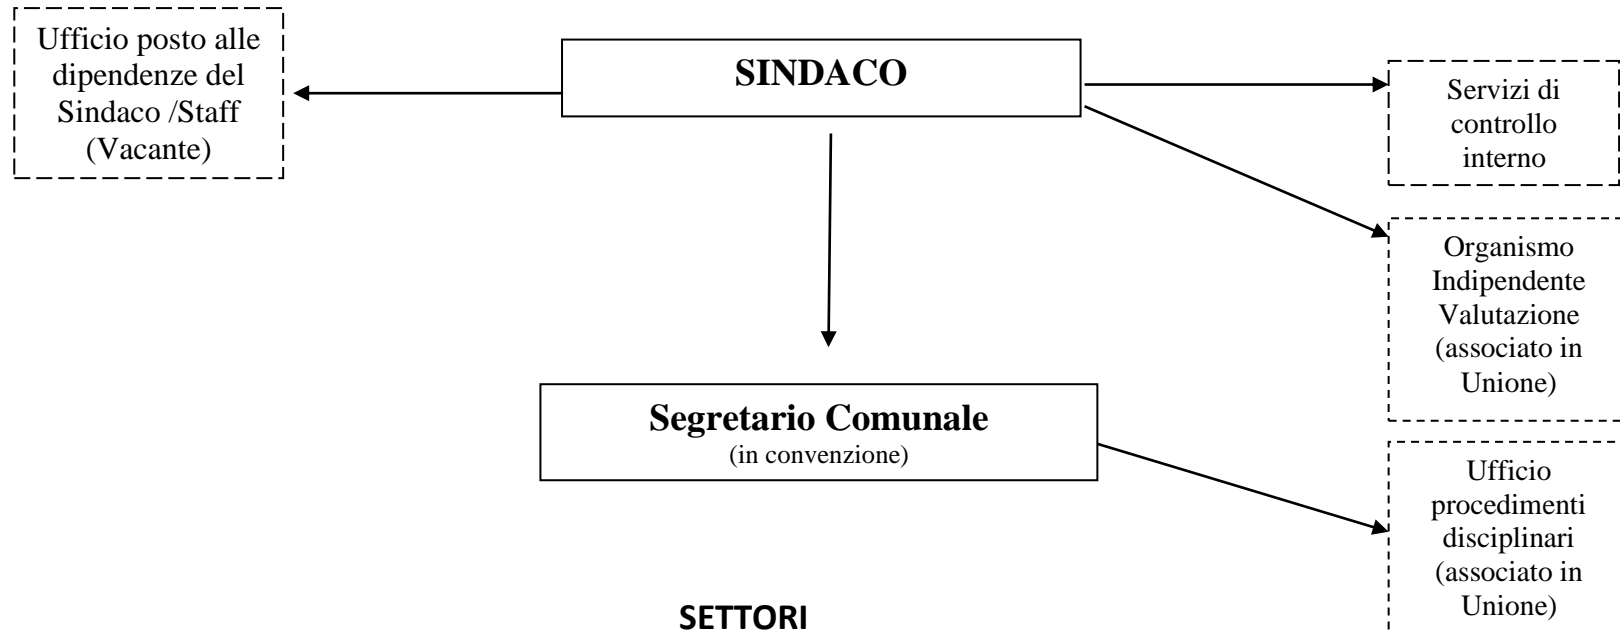 Ufficio posto alle
dipendenze del
Sindaco /Staff
(Vacante)
SINDACO
Servizi di
controllo
interno
Organismo
Indipendente
Valutazione
(associato in
Unione)
Segretario Comunale
(in convenzione)
Ufficio
procedimenti
disciplinari
(associato in
Unione)
SETTORI